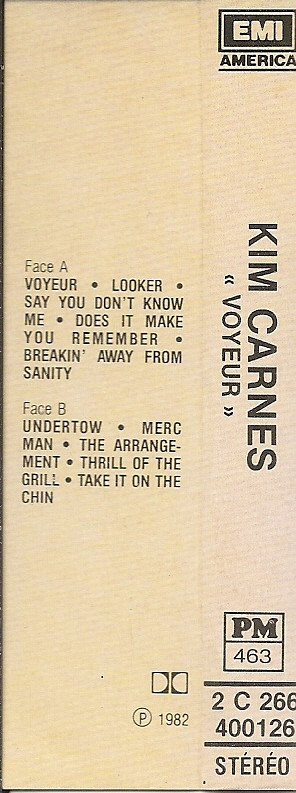 Face A
VOYEUR • LOOKER •
SAY YOU DON'T KNOW
ME • DOES IT MAKE
YOU REMEMBER •
BREAKIN' AWAY FROM
SANITY
Face B
UNDERTOW • MERC
MAN • THE ARRANGE-
MENT • THRILL OF THE
GRILL • TAKE IT ON THE
CHIN
℗ 1982
EMI
AMERICA
KIM CARNES
« VOYEUR »
PM
463
2 C 266
400126
STÉRÉO